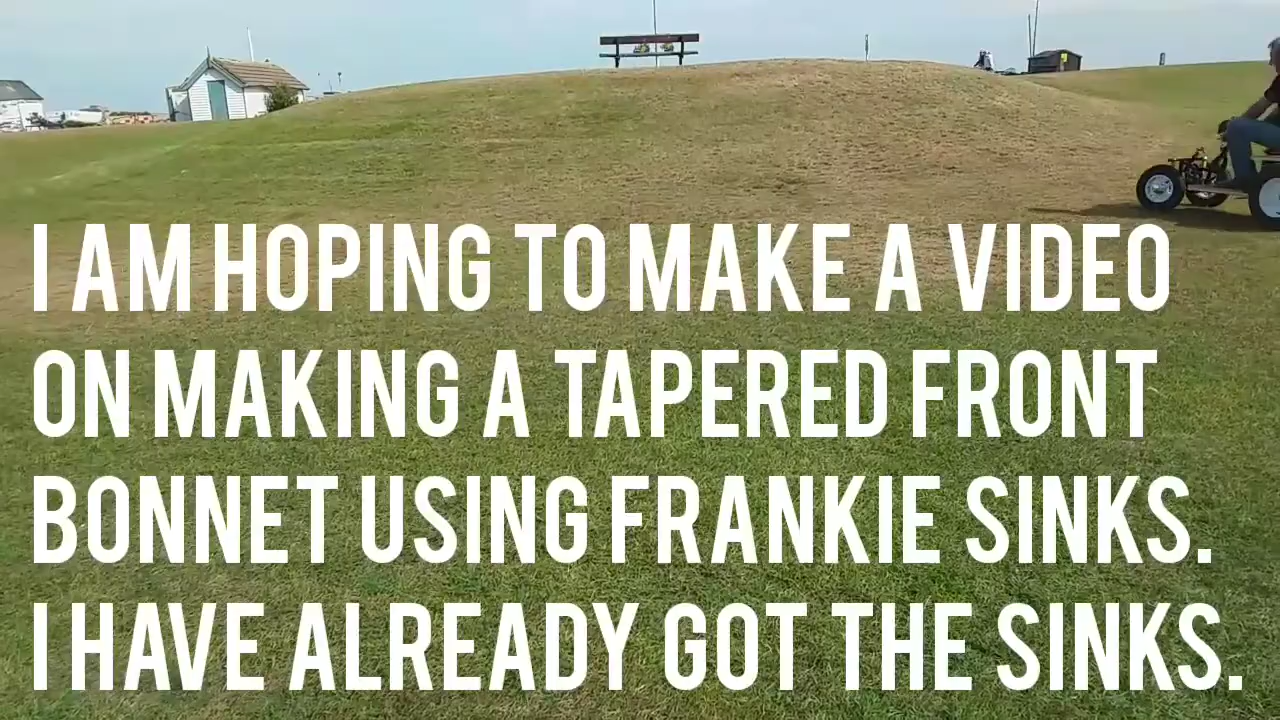 I AM HOPING TO MAKE A VIDEO
ON MAKING A TAPERED FRONT
BONNET USING FRANKIE SINKS.
I HAVE ALREADY GOT THE SINKS.